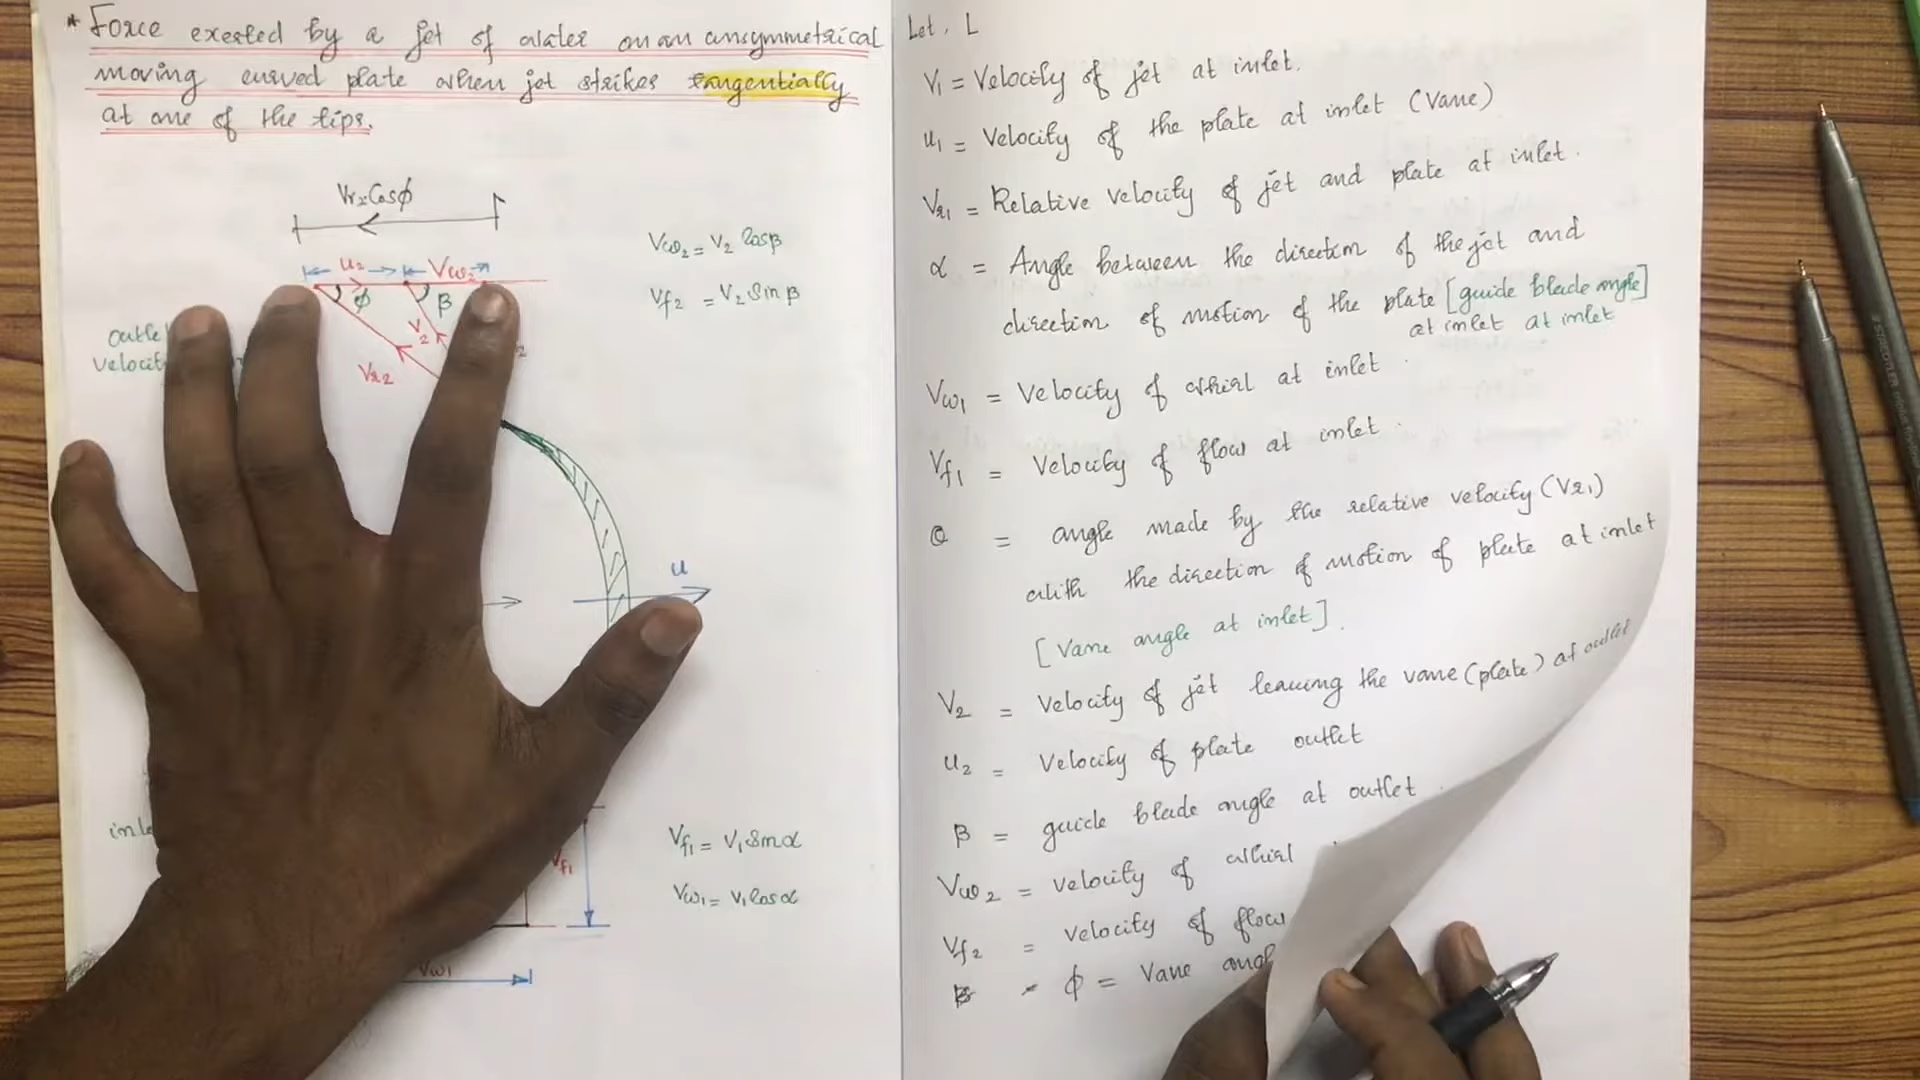 * Force exerted by a jet of water on an unsymmetrical
moving curved plate when jet strikes tangentially
at one of the tips.
Vr2 Cosϕ
u2
Vw2
ϕ
β
V2
Vr2
Vw2 = V2 Cosβ
Vf2 = V2 Sin β
u
Vf1
Vw1
Vf1 = V1 Sinα
Vw1 = V1 Cosα
Let, L
V1 = Velocity of jet at inlet.
u1 = Velocity of the plate at inlet (Vane)
Vr1 = Relative velocity of jet and plate at inlet.
α = Angle between the direction of the jet and
direction of motion of the plate [guide blade angle]
at inlet at inlet
Vw1 = Velocity of whirl at inlet
Vf1 = Velocity of flow at inlet
θ = angle made by the relative velocity (Vr1)
with the direction of motion of plate at inlet
[Vane angle at inlet].
V2 = Velocity of jet leaving the vane (plate) at outlet
u2 = Velocity of plate outlet
β = guide blade angle at outlet
Vw2 = velocity of whirl
Vf2 = velocity of flow
ϕ = Vane